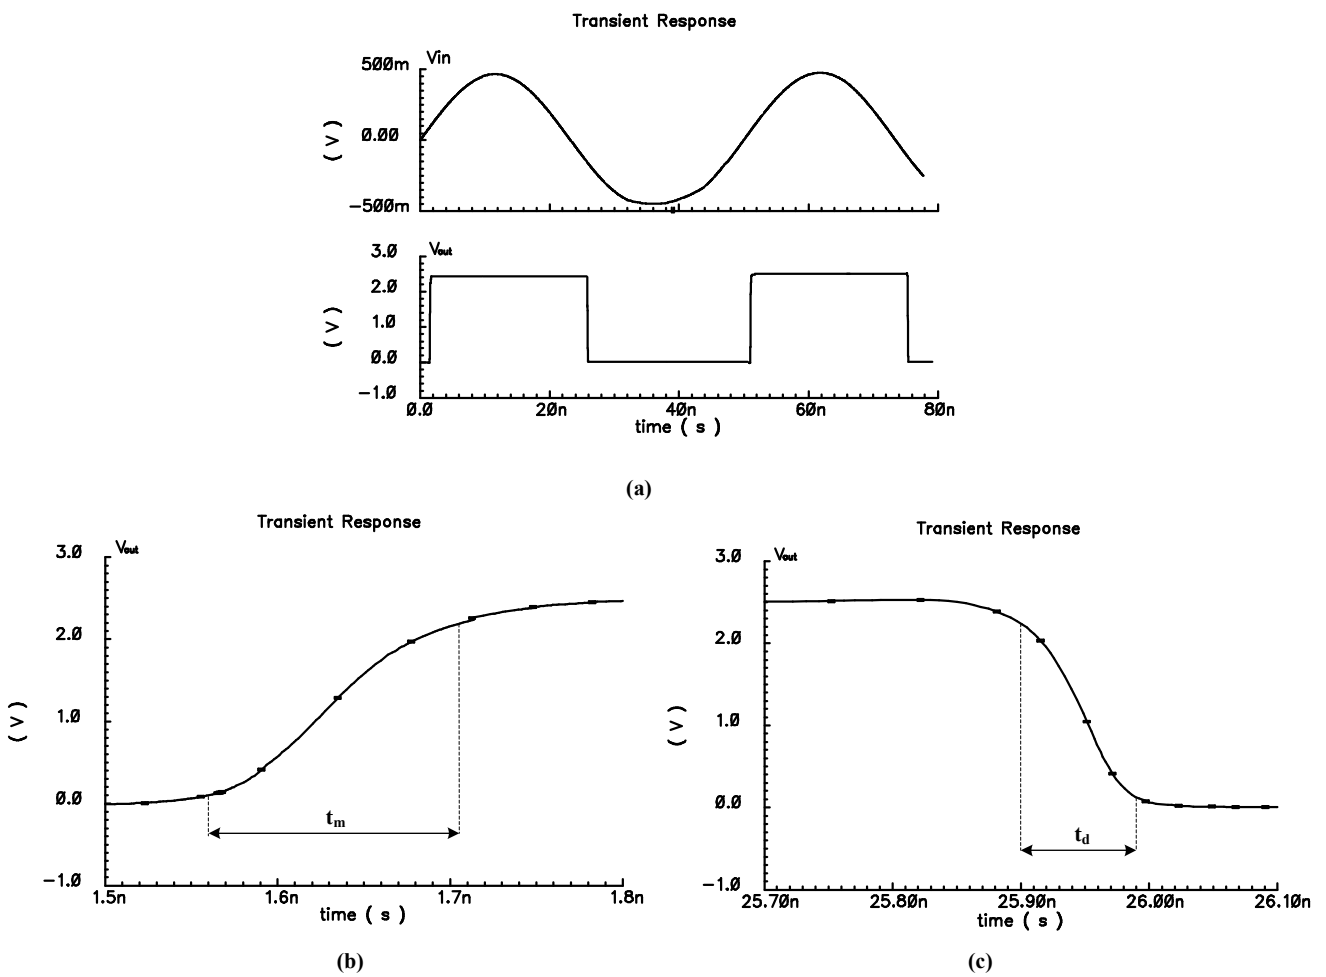 Transient Response
Vin
500m
0.00
-500m
( V )
Vout
3.0
2.0
1.0
0.0
-1.0
( V )
0.0 20n 40n 60n 80n
time ( s )
(a)
Transient Response
Vout
3.0
2.0
1.0
0.0
-1.0
( V )
tm
1.5n 1.6n 1.7n 1.8n
time ( s )
(b)
Transient Response
Vout
3.0
2.0
1.0
0.0
-1.0
( V )
td
25.70n 25.80n 25.90n 26.00n 26.10n
time ( s )
(c)